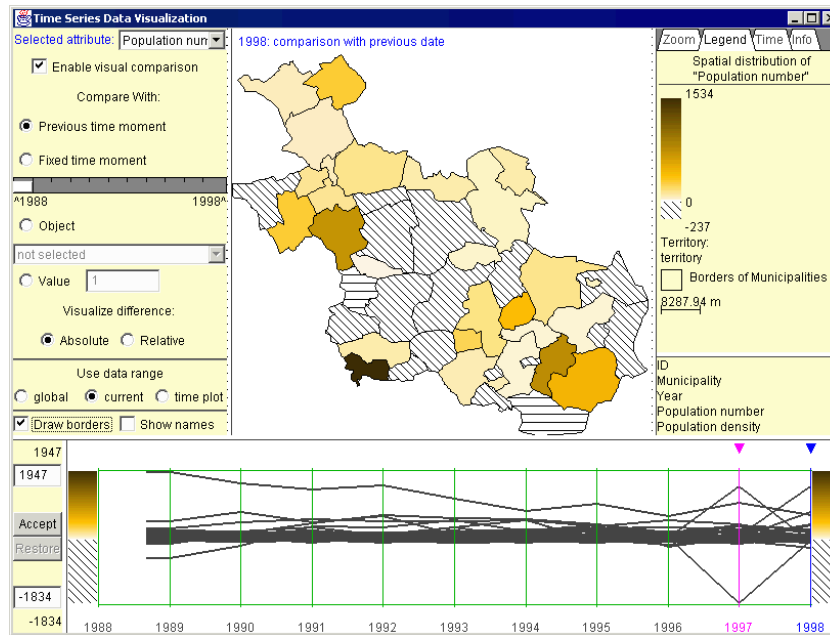 Time Series Data Visualization
Selected attribute: Population num
Enable visual comparison
Compare With:
Previous time moment
Fixed time moment
^1988 1998^
Object
not selected
Value 1
Visualize difference:
Absolute Relative
Use data range
global current time plot
Draw borders Show names
1998: comparison with previous date
Zoom Legend Time Info
Spatial distribution of
"Population number"
1534
0
-237
Territory:
territory
Borders of Municipalities
8287.94 m
ID
Municipality
Year
Population number
Population density
1947
1947
Accept
Restore
-1834
-1834
1988 1989 1990 1991 1992 1993 1994 1995 1996 1997 1998